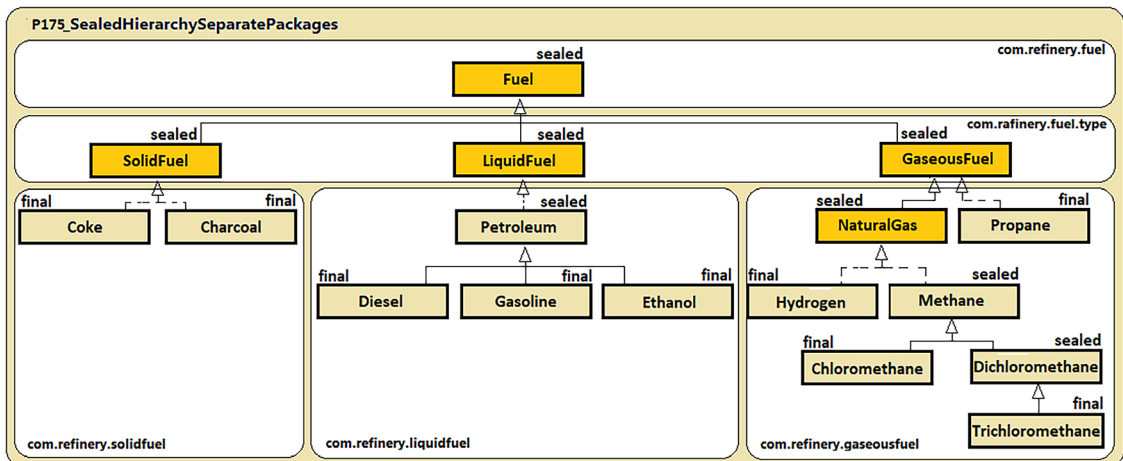 P175_SealedHierarchySeparatePackages
com.refinery.fuel
sealed
Fuel
com.rafinery.fuel.type
sealed
sealed
sealed
SolidFuel
LiquidFuel
GaseousFuel
final
final
sealed
sealed
final
Coke
Charcoal
Petroleum
NaturalGas
Propane
final
final
final
final
sealed
Diesel
Gasoline
Ethanol
Hydrogen
Methane
final
sealed
Chloromethane
Dichloromethane
final
Trichloromethane
com.refinery.solidfuel
com.refinery.liquidfuel
com.refinery.gaseousfuel